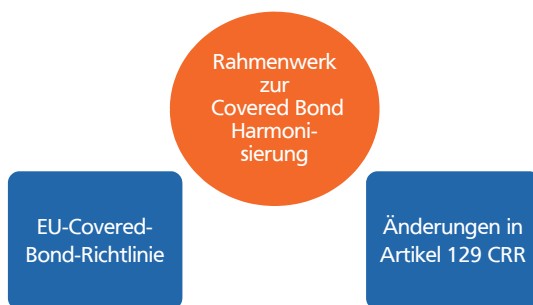 Rahmenwerk
zur
Covered Bond
Harmoni-
sierung
EU-Covered-
Bond-Richtlinie
Änderungen in
Artikel 129 CRR